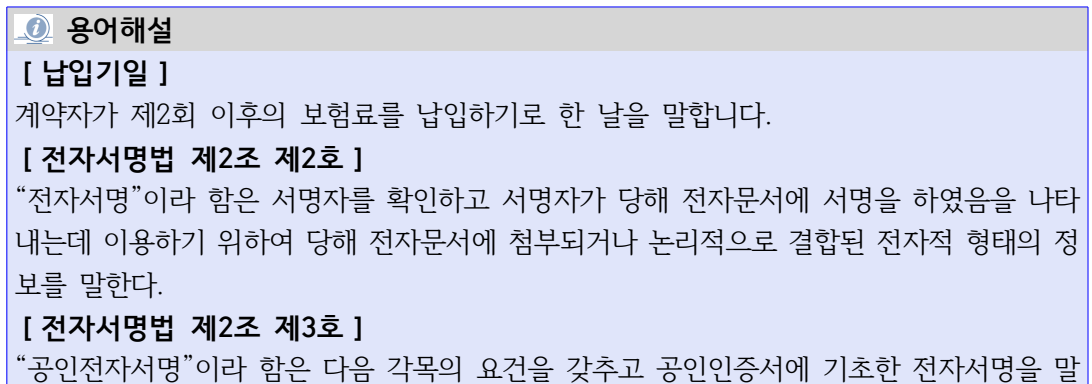 용어해설
[ 납입기일 ]
계약자가 제2회 이후의 보험료를 납입하기로 한 날을 말합니다.
[ 전자서명법 제2조 제2호 ]
“전자서명”이라 함은 서명자를 확인하고 서명자가 당해 전자문서에 서명을 하였음을 나타
내는데 이용하기 위하여 당해 전자문서에 첨부되거나 논리적으로 결합된 전자적 형태의 정
보를 말한다.
[ 전자서명법 제2조 제3호 ]
“공인전자서명”이라 함은 다음 각목의 요건을 갖추고 공인인증서에 기초한 전자서명을 말